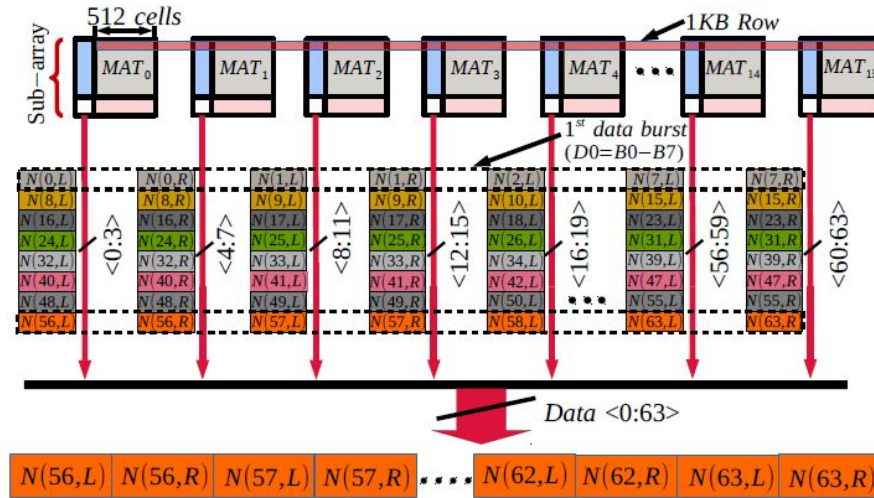 512 cells
1KB Row
Sub-array
MAT0 MAT1 MAT2 MAT3 MAT4 MAT14 MAT15
1st data burst
(D0=B0-B7)
N(0,L) N(0,R) N(1,L) N(1,R) N(2,L) N(7,L) N(7,R)
N(8,L) N(8,R) N(9,L) N(9,R) N(10,L) N(15,L) N(15,R)
N(16,L) N(16,R) N(17,L) N(17,R) N(18,L) N(23,L) N(23,R)
N(24,L) N(24,R) N(25,L) N(25,R) N(26,L) N(31,L) N(31,R)
N(32,L) N(32,R) N(33,L) N(33,R) N(34,L) N(39,L) N(39,R)
N(40,L) N(40,R) N(41,L) N(41,R) N(42,L) N(47,L) N(47,R)
N(48,L) N(48,R) N(49,L) N(49,R) N(50,L) N(55,L) N(55,R)
N(56,L) N(56,R) N(57,L) N(57,R) N(58,L) N(63,L) N(63,R)
<0:3> <4:7> <8:11> <12:15> <16:19> <56:59> <60:63>
Data <0:63>
N(56,L) N(56,R) N(57,L) N(57,R) N(62,L) N(62,R) N(63,L) N(63,R)